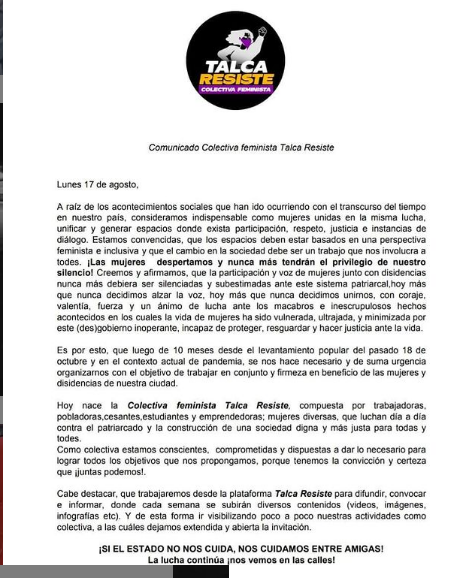 TALCA
RESISTE
COLECTIVA FEMINISTA
Comunicado Colectiva feminista Talca Resiste
Lunes 17 de agosto,
A raíz de los acontecimientos sociales que han ido ocurriendo con el transcurso del tiempo
en nuestro país, consideramos indispensable como mujeres unidas en la misma lucha,
unificar y generar espacios donde exista participación, respeto, justicia e instancias de
diálogo. Estamos convencidas, que los espacios deben estar basados en una perspectiva
feminista e inclusiva y que el cambio en la sociedad debe ser un trabajo que nos involucra a
todes. ¡Las mujeres despertamos y nunca más tendrán el privilegio de nuestro
silencio! Creemos y afirmamos, que la participación y voz de mujeres junto con disidencias
nunca más debiera ser silenciadas y subestimadas ante este sistema patriarcal,hoy más
que nunca decidimos alzar la voz, hoy más que nunca decidimos unirnos, con coraje,
valentía, fuerza y un ánimo de lucha ante los macabros e inescrupulosos hechos
acontecidos en los cuales la vida de mujeres ha sido vulnerada, ultrajada, y minimizada por
este (des)gobierno inoperante, incapaz de proteger, resguardar y hacer justicia ante la vida.
Es por esto, que luego de 10 meses desde el levantamiento popular del pasado 18 de
octubre y en el contexto actual de pandemia, se nos hace necesario y de suma urgencia
organizarnos con el objetivo de trabajar en conjunto y firmeza en beneficio de las mujeres y
disidencias de nuestra ciudad.
Hoy nace la Colectiva feminista Talca Resiste, compuesta por trabajadoras,
pobladoras,cesantes,estudiantes y emprendedoras; mujeres diversas, que luchan día a día
contra el patriarcado y la construcción de una sociedad digna y más justa para todas y
todes.
Como colectiva estamos conscientes, comprometidas y dispuestas a dar lo necesario para
lograr todos los objetivos que nos propongamos, porque tenemos la convicción y certeza
que ¡juntas podemos!.
Cabe destacar, que trabajaremos desde la plataforma Talca Resiste para difundir, convocar
e informar, donde cada semana se subirán diversos contenidos (videos, imágenes,
infografías etc). Y de esta forma ir visibilizando poco a poco nuestras actividades como
colectiva, a las cuáles dejamos extendida y abierta la invitación.
¡SI EL ESTADO NO NOS CUIDA, NOS CUIDAMOS ENTRE AMIGAS!
La lucha continúa ¡nos vemos en las calles!